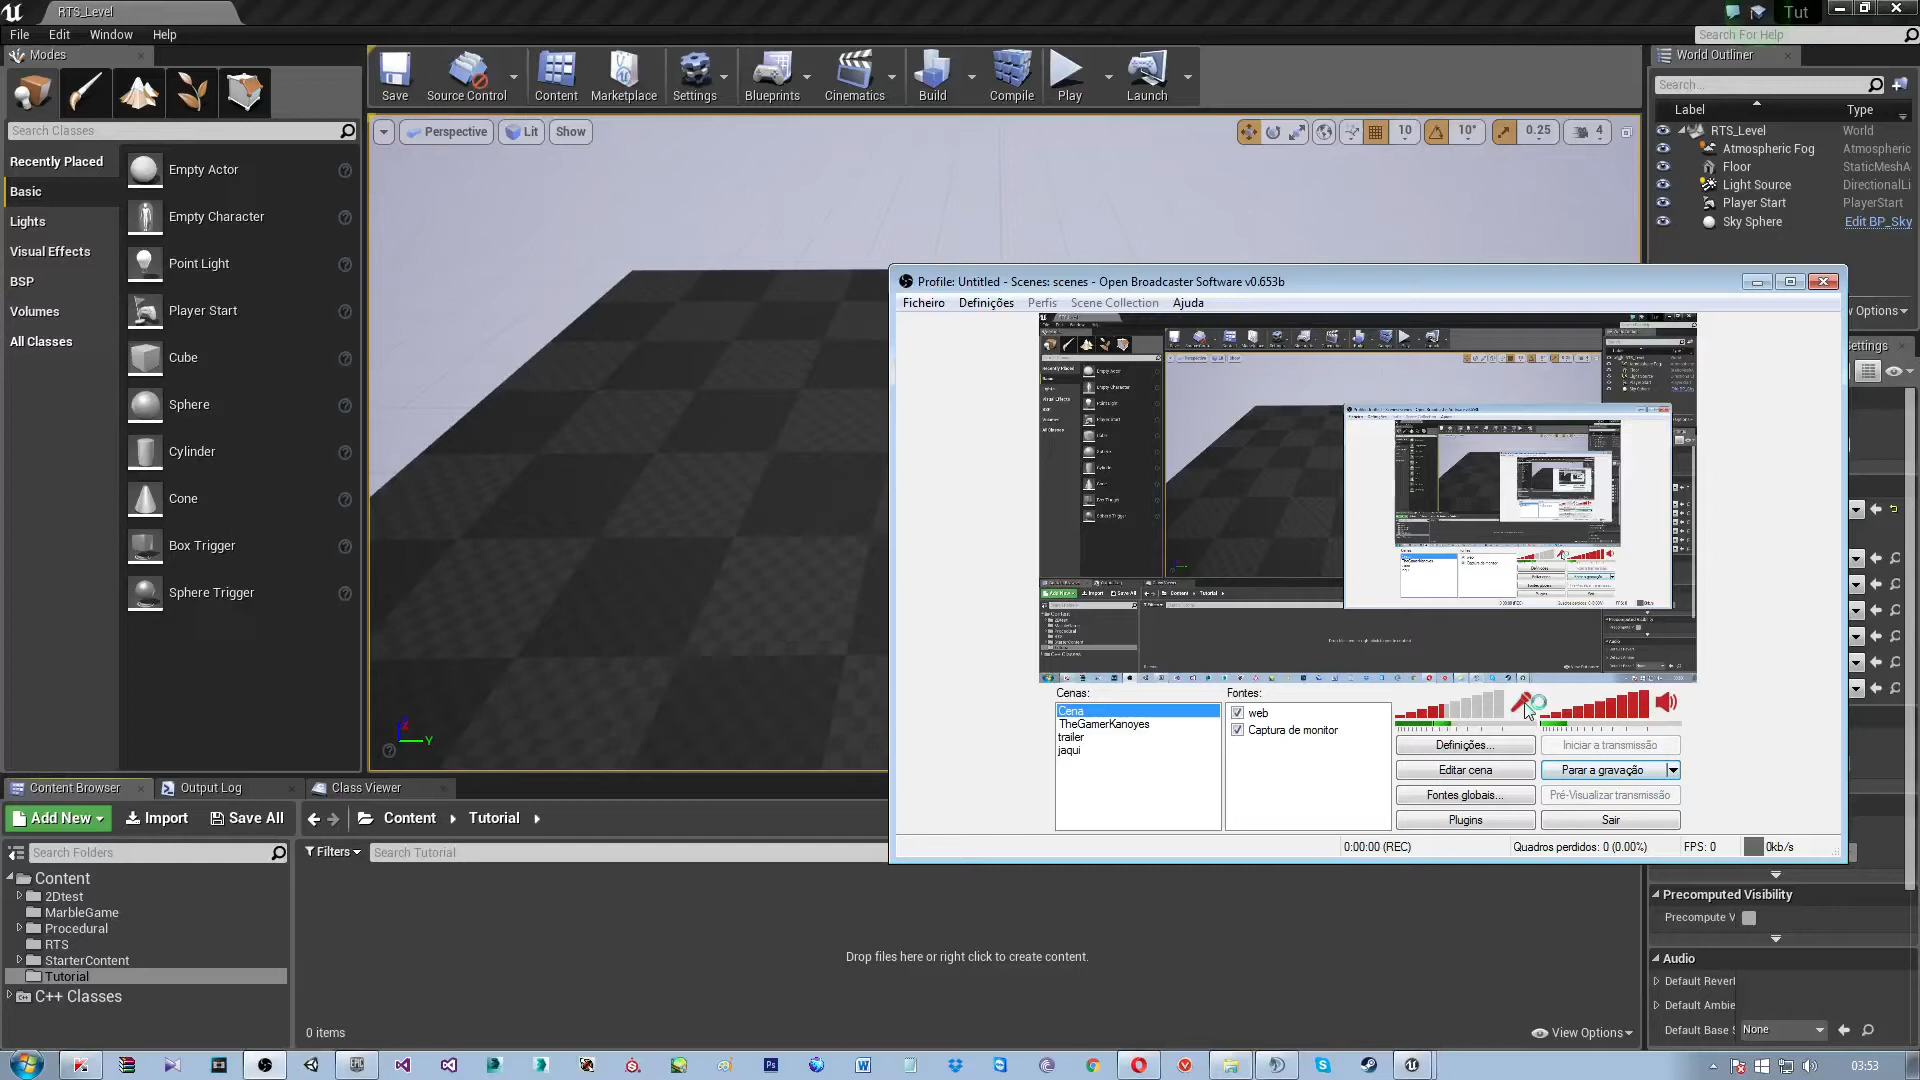 RTS_Level
Tut
File Edit Window Help
Search For Help
Modes
Search Classes
Recently Placed
Basic
Lights
Visual Effects
BSP
Volumes
All Classes
Empty Actor
Empty Character
Point Light
Player Start
Cube
Sphere
Cylinder
Cone
Box Trigger
Sphere Trigger
Save
Source Control
Content
Marketplace
Settings
Blueprints
Cinematics
Build
Compile
Play
Launch
Perspective Lit Show
10 10° 0.25 4
World Outliner
Search...
Label Type
RTS_Level World
Atmospheric Fog Atmospheric
Floor StaticMeshA
Light Source DirectionalLi
Player Start PlayerStart
Sky Sphere Edit BP_Sky
Profile: Untitled - Scenes: scenes - Open Broadcaster Software v0.653b
Ficheiro Definições Perfis Scene Collection Ajuda
Cenas:
Cena
TheGamerKanoyes
trailer
jaqui
Fontes:
web
Captura de monitor
Definições... Iniciar a transmissão
Editar cena Parar a gravação
Fontes globais... Pré-Visualizar transmissão
Plugins Sair
0:00:00 (REC) Quadros perdidos: 0 (0.00%) FPS: 0 0kb/s
Y
Content Browser Output Log Class Viewer
Add New Import Save All Content Tutorial
Search Folders
Filters Search Tutorial
Content
2Dtest
MarbleGame
Procedural
RTS
StarterContent
Tutorial
C++ Classes
Drop files here or right click to create content.
0 items
View Options
Precomputed Visibility
Precompute V
Audio
Default Rever
Default Ambie
Default Base S None
03:53